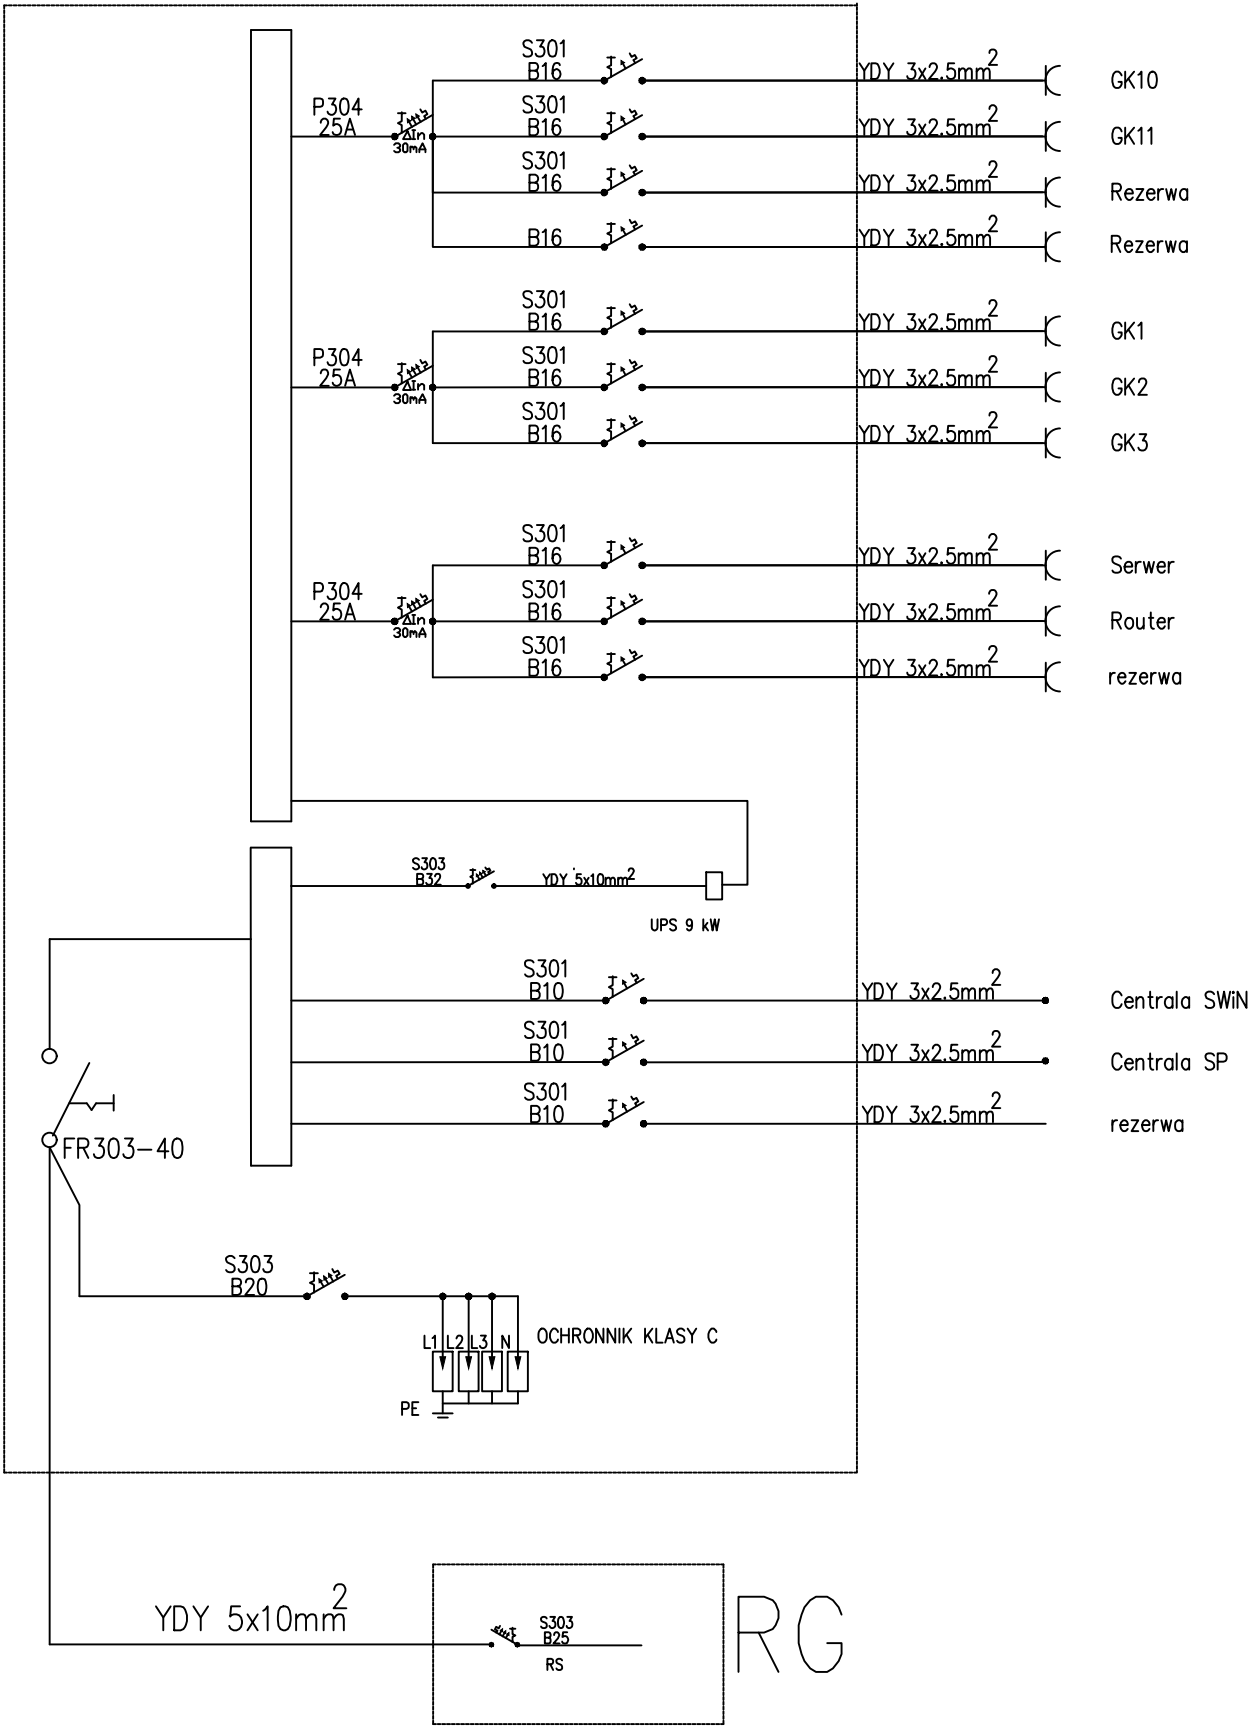 S301
B16
YDY 3x2.5mm²
GK10
P304
25A
ΔIn
30mA
S301
B16
YDY 3x2.5mm²
GK11
S301
B16
YDY 3x2.5mm²
Rezerwa
B16
YDY 3x2.5mm²
Rezerwa
S301
B16
YDY 3x2.5mm²
GK1
P304
25A
ΔIn
30mA
S301
B16
YDY 3x2.5mm²
GK2
S301
B16
YDY 3x2.5mm²
GK3
S301
B16
YDY 3x2.5mm²
Serwer
P304
25A
ΔIn
30mA
S301
B16
YDY 3x2.5mm²
Router
S301
B16
YDY 3x2.5mm²
rezerwa
S303
B32
YDY 5x10mm²
UPS 9 kW
S301
B10
YDY 3x2.5mm²
Centrala SWiN
S301
B10
YDY 3x2.5mm²
Centrala SP
S301
B10
YDY 3x2.5mm²
rezerwa
FR303-40
S303
B20
L1 L2 L3 N
OCHRONNIK KLASY C
PE
YDY 5x10mm²
S303
B25
RS
RG